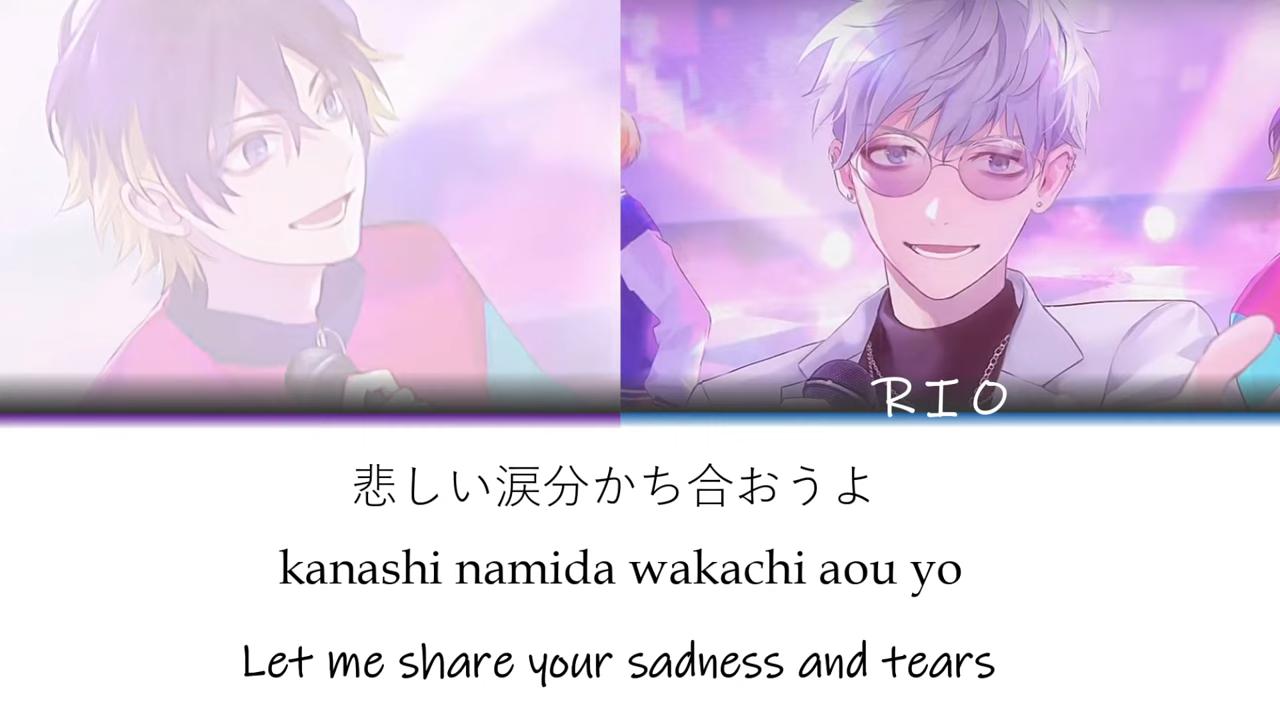 RIO
悲しい涙分かち合おうよ
kanashi namida wakachi aou yo
Let me share your sadness and tears